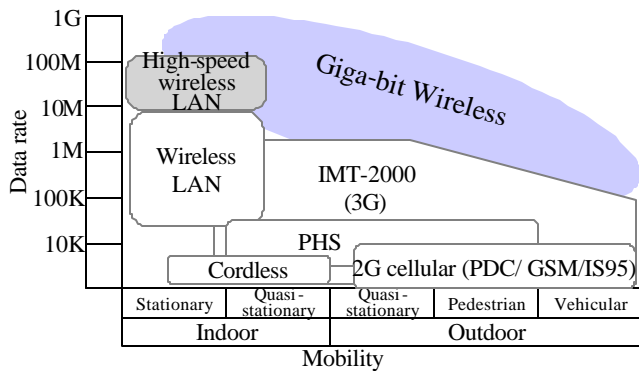 1G
100M
10M
1M
100K
10K
Data rate
High-speed
wireless
LAN
Giga-bit Wireless
Wireless
LAN
IMT-2000
(3G)
PHS
Cordless
2G cellular (PDC/ GSM/IS95)
Stationary
Quasi-
stationary
Quasi-
stationary
Pedestrian
Vehicular
Indoor
Outdoor
Mobility